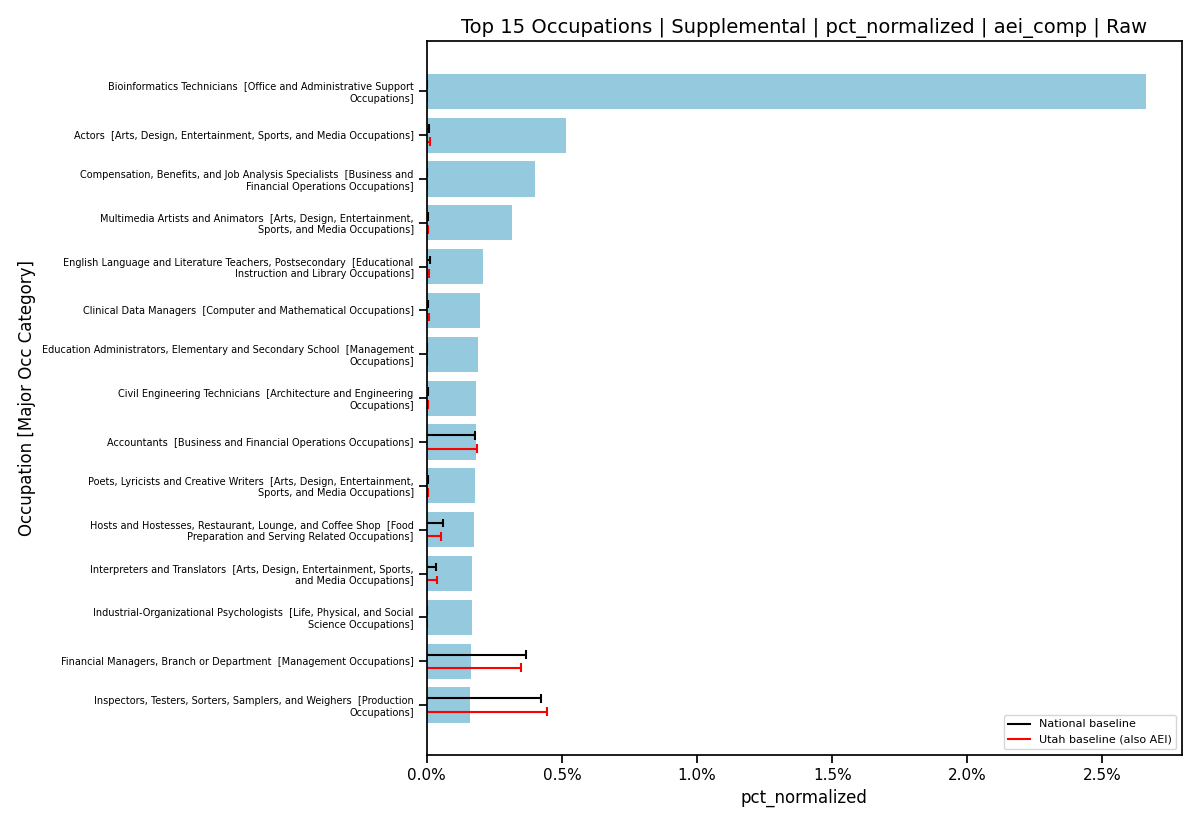 Top 15 Occupations | Supplemental | pct_normalized | aei_comp | Raw
Occupation [Major Occ Category]
Bioinformatics Technicians  [Office and Administrative Support
Occupations]
Actors  [Arts, Design, Entertainment, Sports, and Media Occupations]
Compensation, Benefits, and Job Analysis Specialists  [Business and
Financial Operations Occupations]
Multimedia Artists and Animators  [Arts, Design, Entertainment,
Sports, and Media Occupations]
English Language and Literature Teachers, Postsecondary  [Educational
Instruction and Library Occupations]
Clinical Data Managers  [Computer and Mathematical Occupations]
Education Administrators, Elementary and Secondary School  [Management
Occupations]
Civil Engineering Technicians  [Architecture and Engineering
Occupations]
Accountants  [Business and Financial Operations Occupations]
Poets, Lyricists and Creative Writers  [Arts, Design, Entertainment,
Sports, and Media Occupations]
Hosts and Hostesses, Restaurant, Lounge, and Coffee Shop  [Food
Preparation and Serving Related Occupations]
Interpreters and Translators  [Arts, Design, Entertainment, Sports,
and Media Occupations]
Industrial-Organizational Psychologists  [Life, Physical, and Social
Science Occupations]
Financial Managers, Branch or Department  [Management Occupations]
Inspectors, Testers, Sorters, Samplers, and Weighers  [Production
Occupations]
National baseline
Utah baseline (also AEI)
0.0% 0.5% 1.0% 1.5% 2.0% 2.5%
pct_normalized